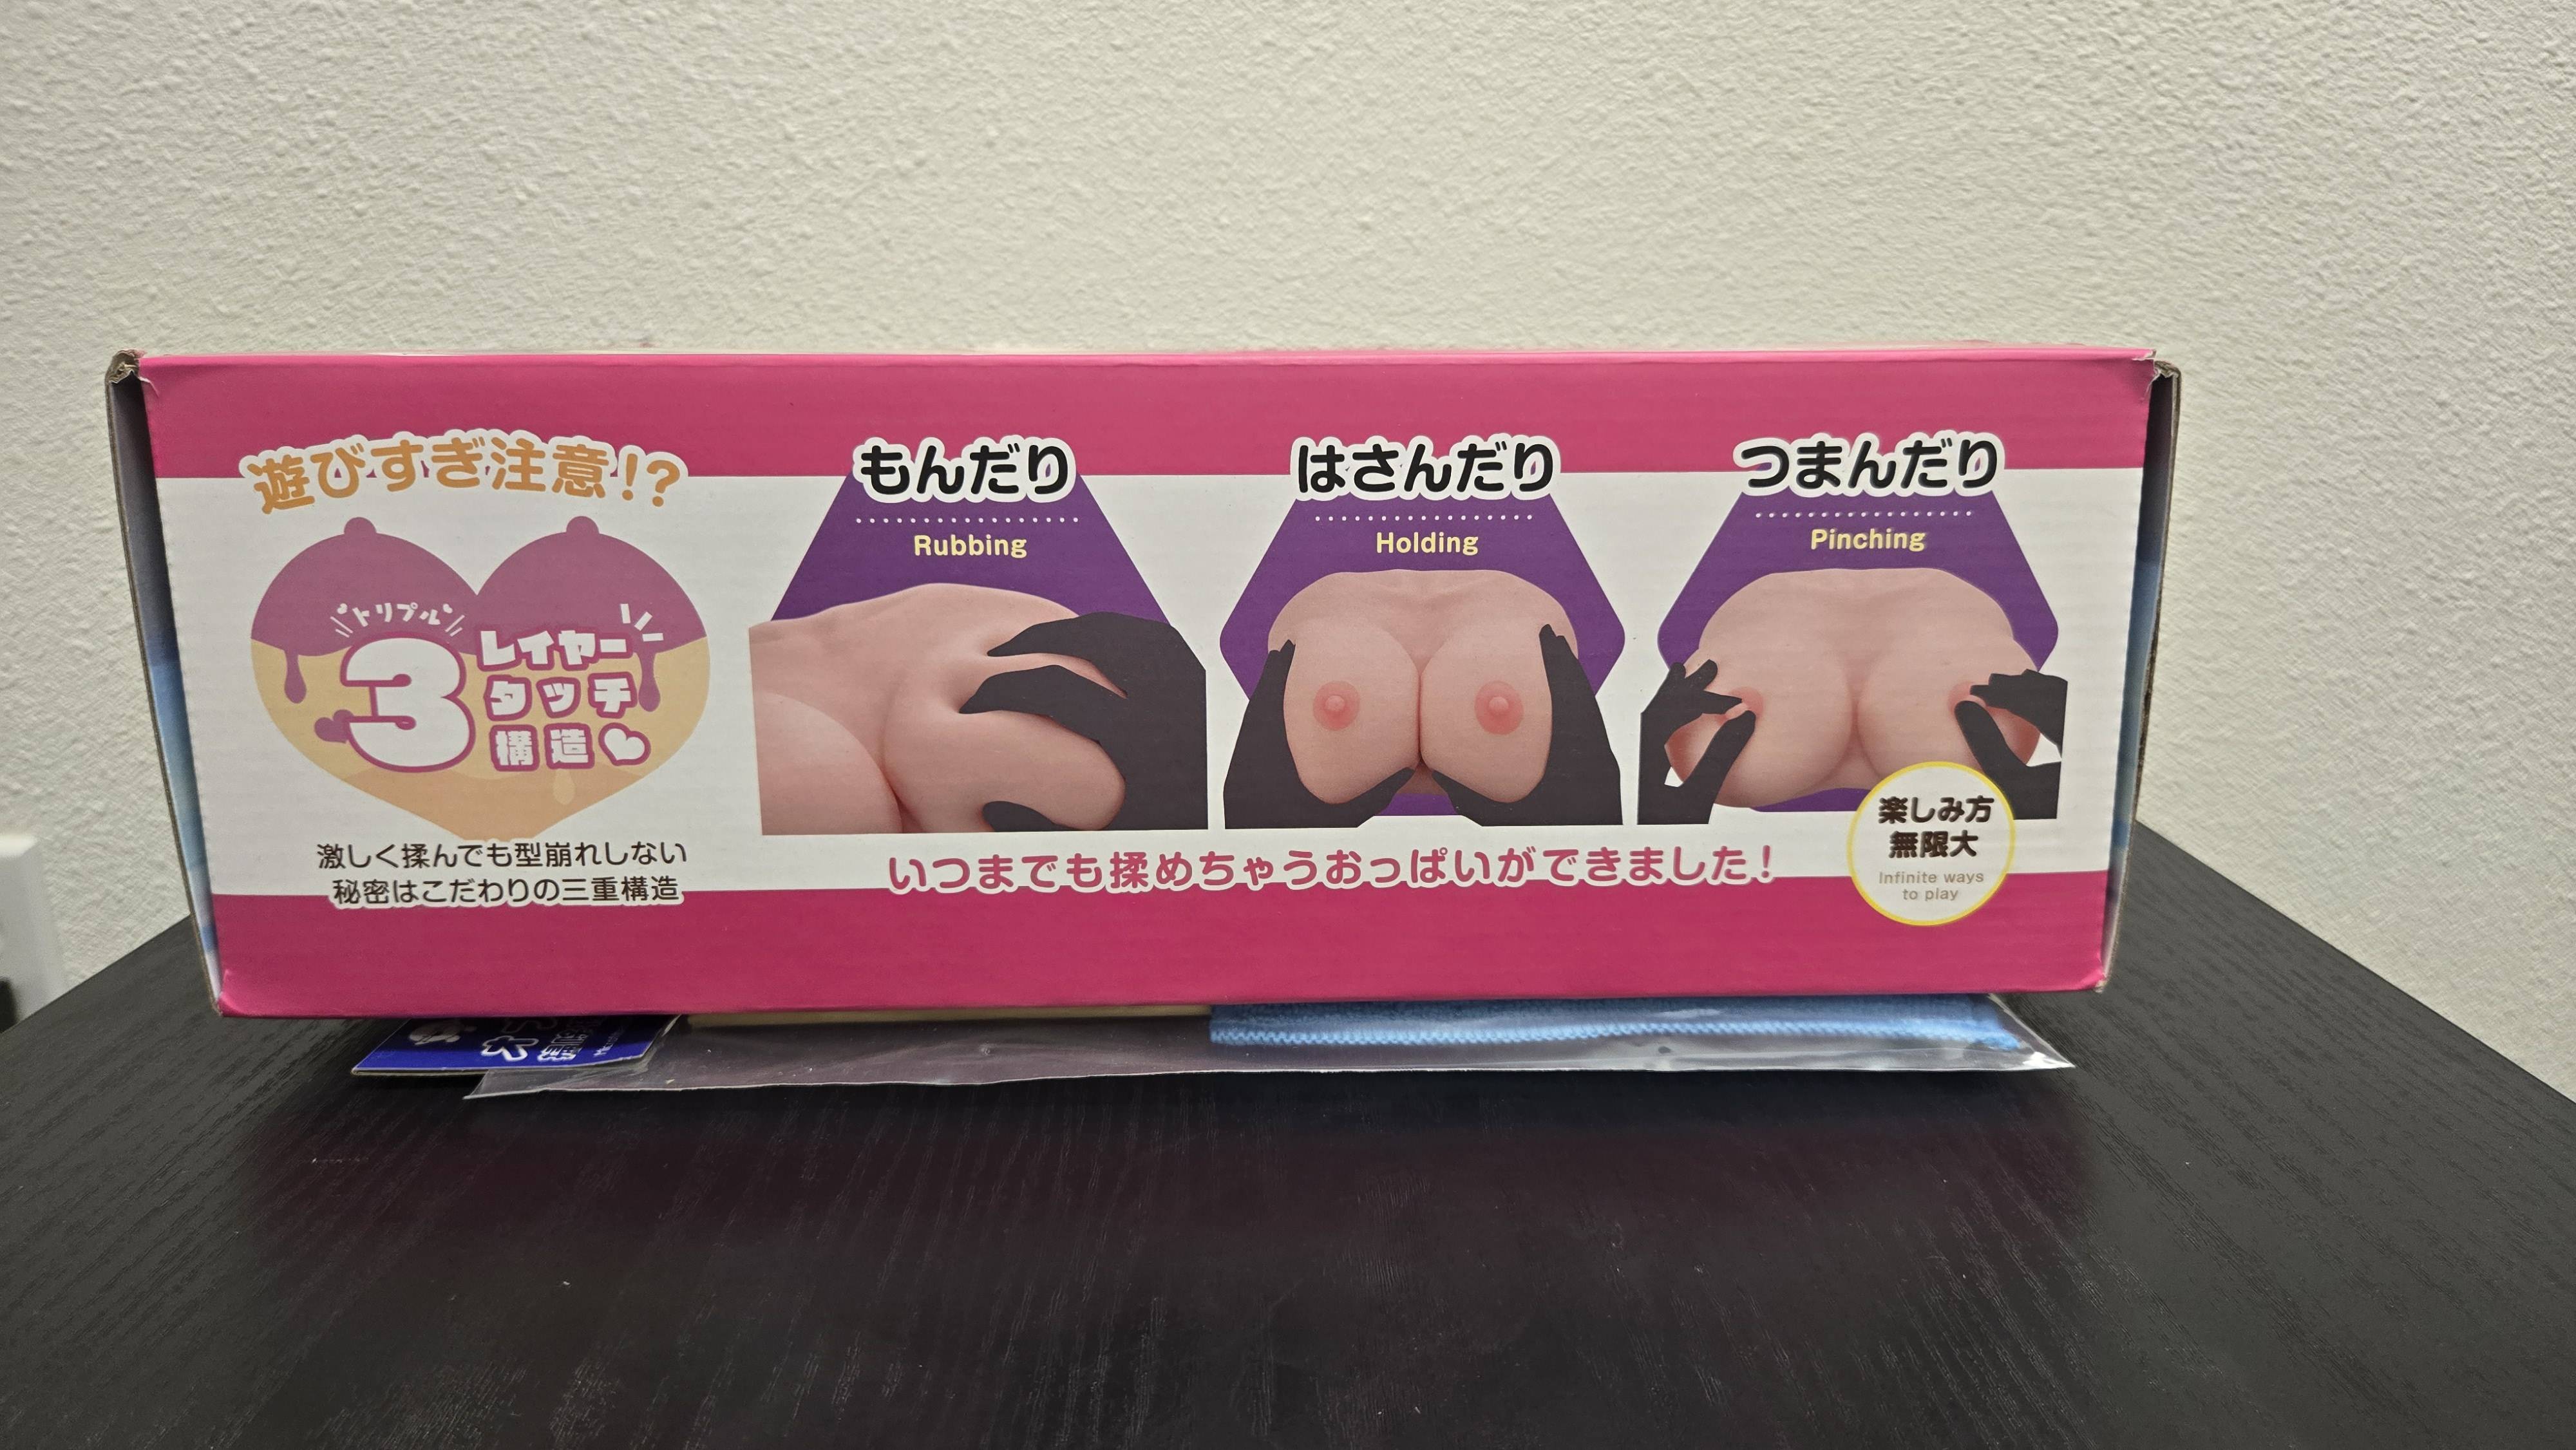 遊びすぎ注意!?
トリプル
3
レイヤー
タッチ
構造
激しく揉んでも型崩れしない
秘密はこだわりの三重構造
もんだり
Rubbing
はさんだり
Holding
つまんだり
Pinching
いつまでも揉めちゃうおっぱいができました!
楽しみ方
無限大
Infinite ways
to play